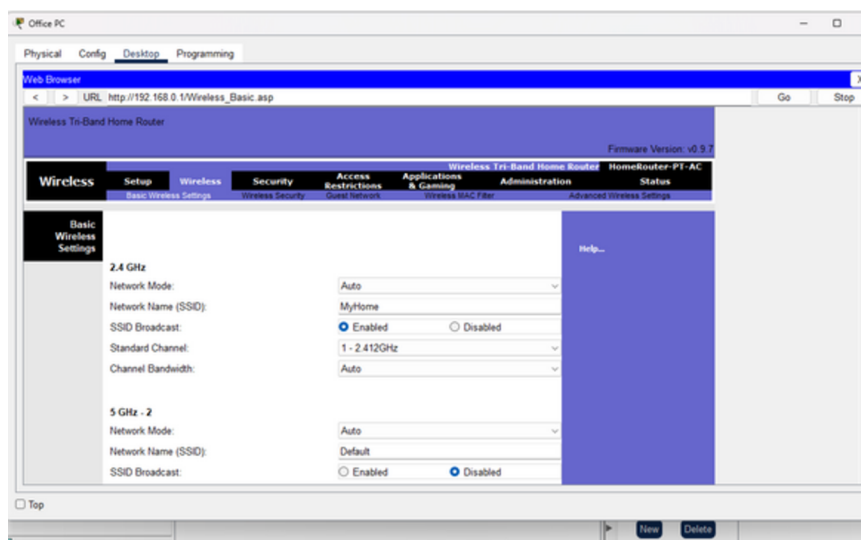 Office PC
Physical Config Desktop Programming
Web Browser X
< > URL http://192.168.0.1/Wireless_Basic.asp Go Stop
Wireless Tri-Band Home Router
Firmware Version: v0.9.7
Wireless Tri-Band Home Router HomeRouter-PT-AC
Wireless Setup Wireless Security Access Restrictions Applications & Gaming Administration Status
Basic Wireless Settings Wireless Security Guest Network Wireless MAC Filter Advanced Wireless Settings
Basic
Wireless
Settings
Help...
2.4 GHz
Network Mode: Auto
Network Name (SSID): MyHome
SSID Broadcast: Enabled Disabled
Standard Channel: 1 - 2.412GHz
Channel Bandwidth: Auto
5 GHz - 2
Network Mode: Auto
Network Name (SSID): Default
SSID Broadcast: Enabled Disabled
Top
New Delete